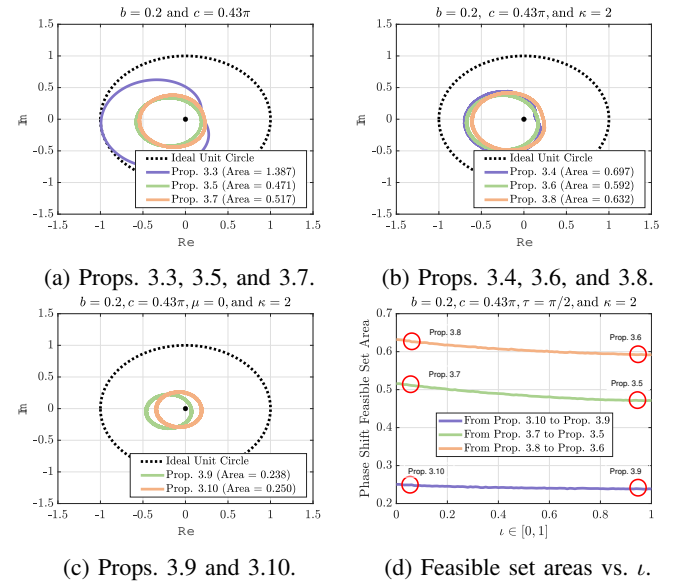 b = 0.2 and c = 0.43π
1.5
1
0.5
0
-0.5
-1
-1.5
Im
-1.5 -1 -0.5 0 0.5 1 1.5
Re
Ideal Unit Circle
Prop. 3.3 (Area = 1.387)
Prop. 3.5 (Area = 0.471)
Prop. 3.7 (Area = 0.517)
(a) Props. 3.3, 3.5, and 3.7.
b = 0.2, c = 0.43π, and κ = 2
1.5
1
0.5
0
-0.5
-1
-1.5
Im
-1.5 -1 -0.5 0 0.5 1 1.5
Re
Ideal Unit Circle
Prop. 3.4 (Area = 0.697)
Prop. 3.6 (Area = 0.592)
Prop. 3.8 (Area = 0.632)
(b) Props. 3.4, 3.6, and 3.8.
b = 0.2, c = 0.43π, μ = 0, and κ = 2
1.5
1
0.5
0
-0.5
-1
-1.5
Im
-1.5 -1 -0.5 0 0.5 1 1.5
Re
Ideal Unit Circle
Prop. 3.9 (Area = 0.238)
Prop. 3.10 (Area = 0.250)
(c) Props. 3.9 and 3.10.
b = 0.2, c = 0.43π, τ = π/2, and κ = 2
0.7
0.6
0.5
0.4
0.3
0.2
Phase Shift Feasible Set Area
Prop. 3.8
Prop. 3.6
Prop. 3.7
Prop. 3.5
From Prop. 3.10 to Prop. 3.9
From Prop. 3.7 to Prop. 3.5
From Prop. 3.8 to Prop. 3.6
Prop. 3.10
Prop. 3.9
0 0.2 0.4 0.6 0.8 1
ι ∈ [0, 1]
(d) Feasible set areas vs. ι.